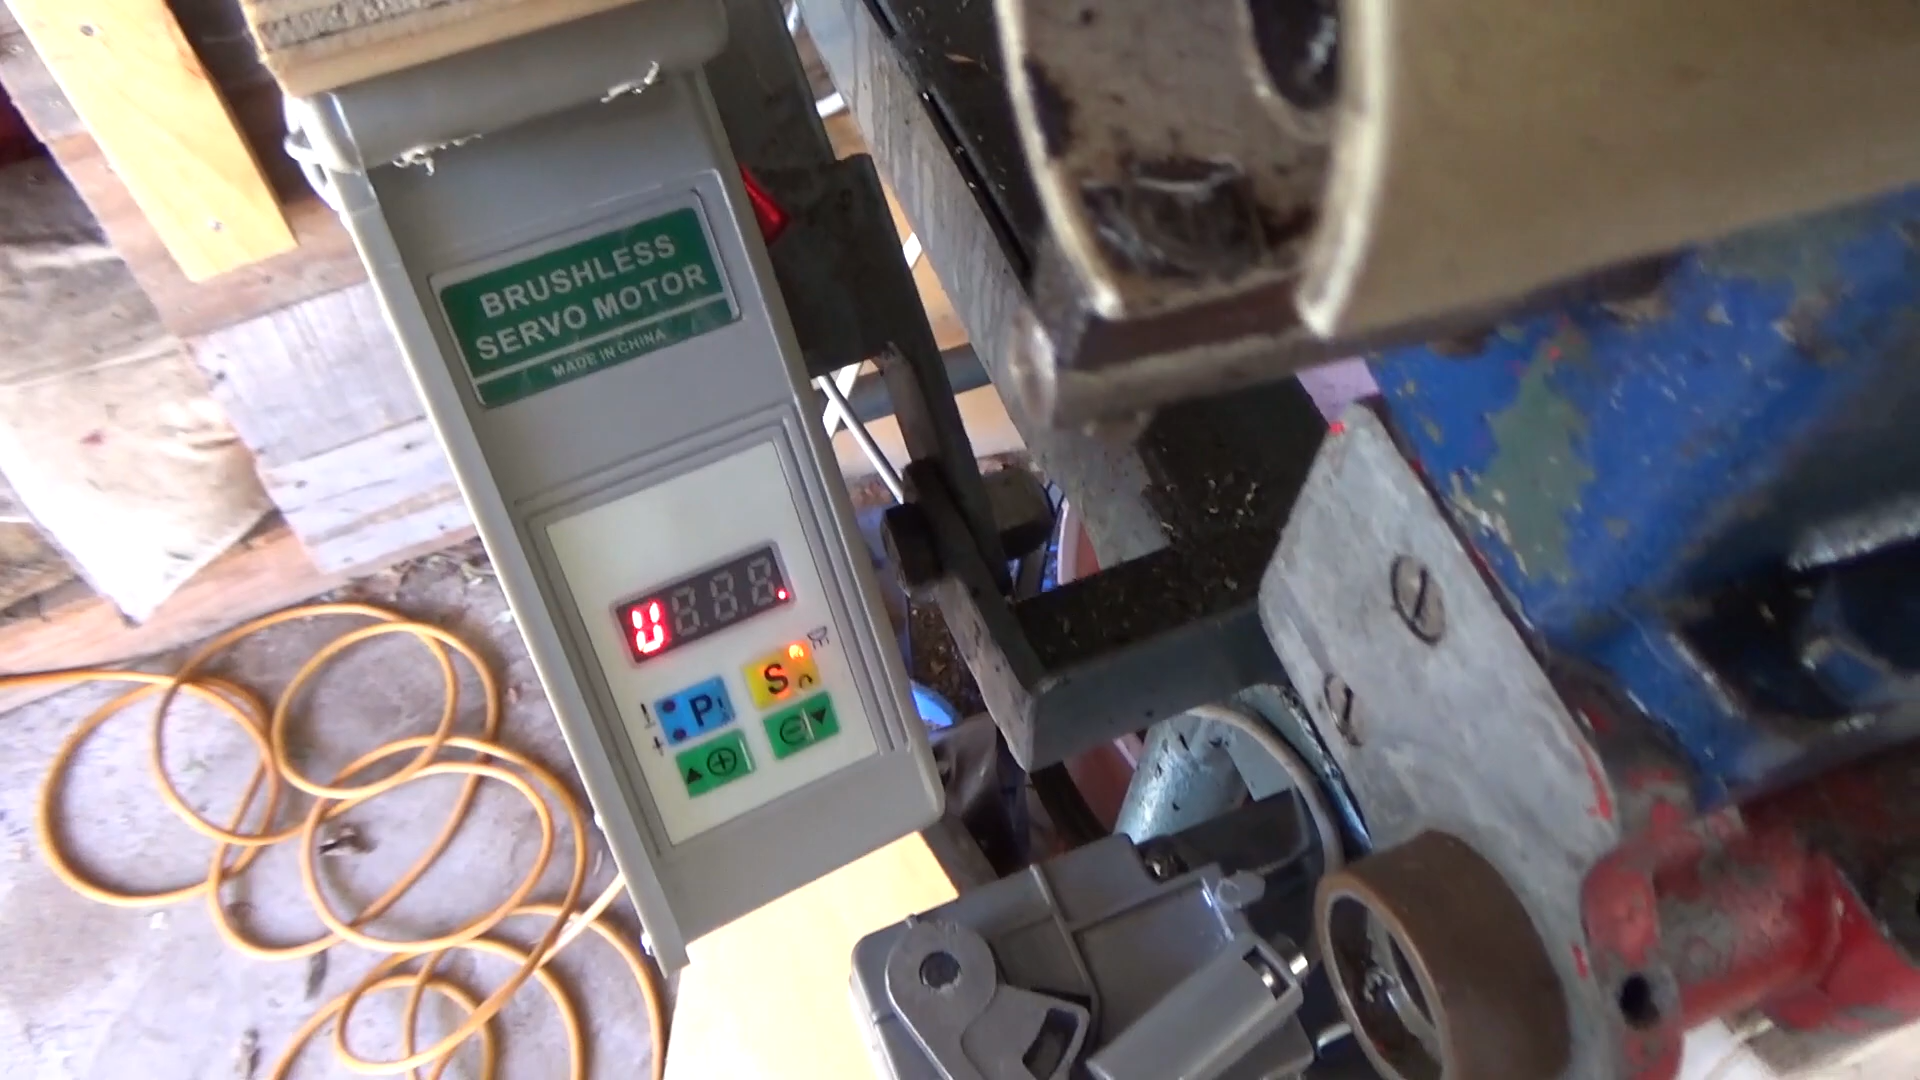 BRUSHLESS
SERVO MOTOR
MADE IN CHINA
U
P
S